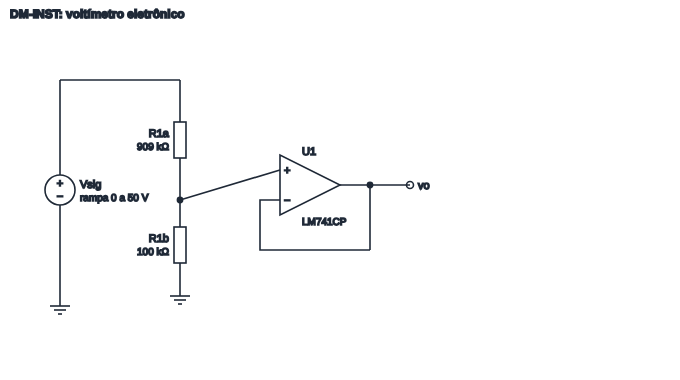 DM-INST: voltímetro eletrônico
U1
R1a
909 kΩ
+
+
−
Vsig
rampa 0 a 50 V
vo
−
LM741CP
R1b
100 kΩ